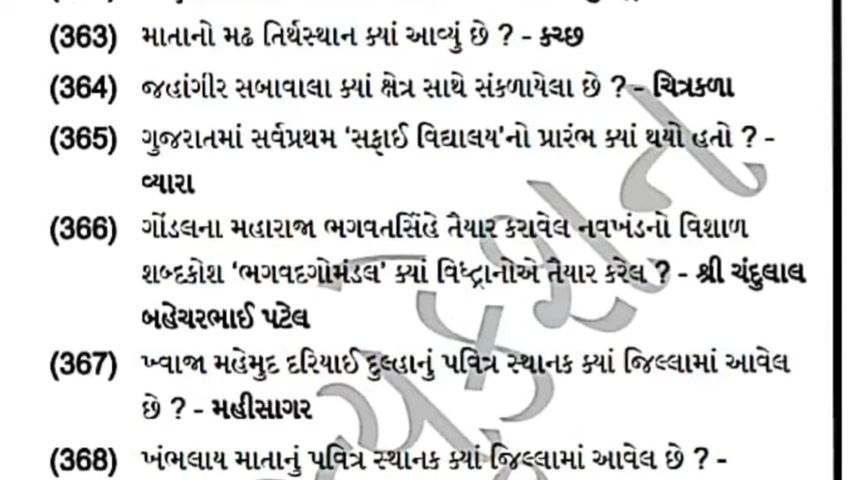 (363) માતાનો મઢ તિર્થસ્થાન ક્યાં આવ્યું છે ? - કચ્છ
(364) જહાંગીર સબાવાલા ક્યાં ક્ષેત્ર સાથે સંકળાયેલા છે ? - ચિત્રકળા
(365) ગુજરાતમાં સર્વપ્રથમ ‘સફાઈ વિદ્યાલય’નો પ્રારંભ ક્યાં થયો હતો ? -
વ્યારા
(366) ગોંડલના મહારાજા ભગવતસિંહે તૈયાર કરાવેલ નવખંડનો વિશાળ
શબ્દકોશ ‘ભગવદગોમંડલ’ ક્યાં વિધ્દ્રાનોએ તૈયાર કરેલ ? - શ્રી ચંદુલાલ
બહેચરભાઈ પટેલ
(367) ખ્વાજા મહેમુદ દરિયાઈ દુલ્હાનું પવિત્ર સ્થાનક ક્યાં જિલ્લામાં આવેલ
છે ? - મહીસાગર
(368) ખંભલાય માતાનું પવિત્ર સ્થાનક ક્યાં જિલ્લામાં આવેલ છે ? -